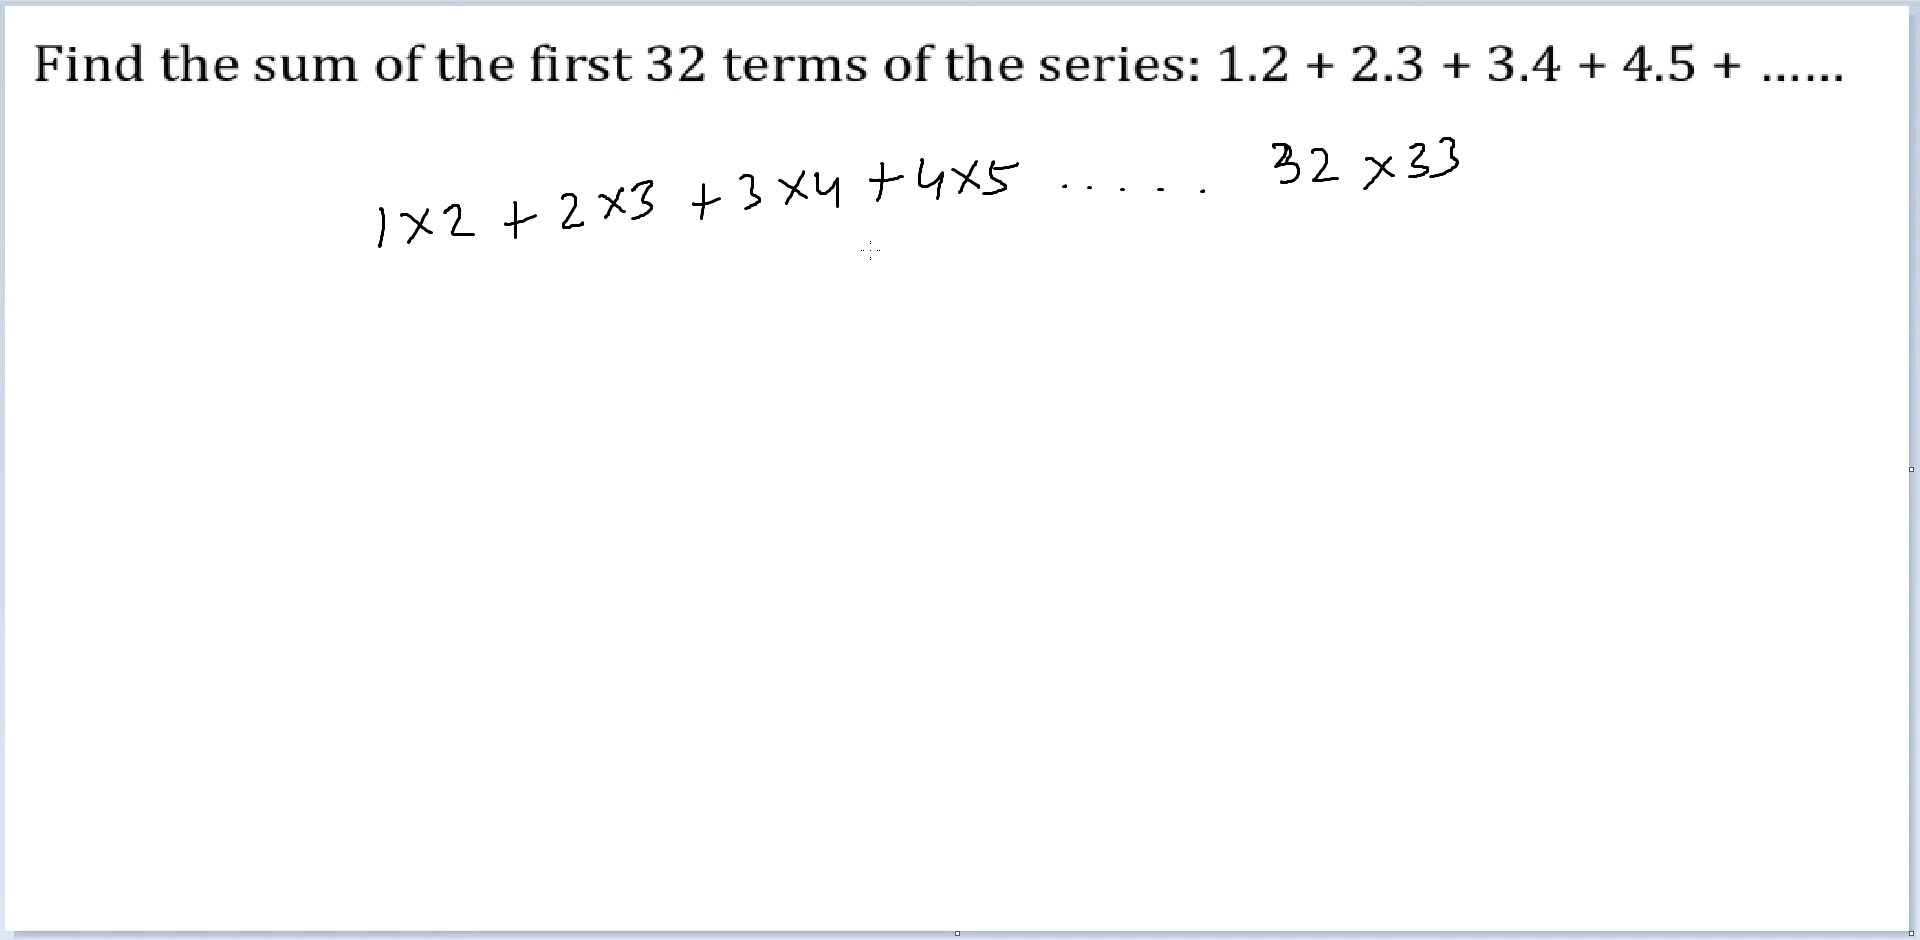 Find the sum of the first 32 terms of the series: 1.2 + 2.3 + 3.4 + 4.5 + ......
1×2 + 2×3 + 3×4 + 4×5 ..... 32×33